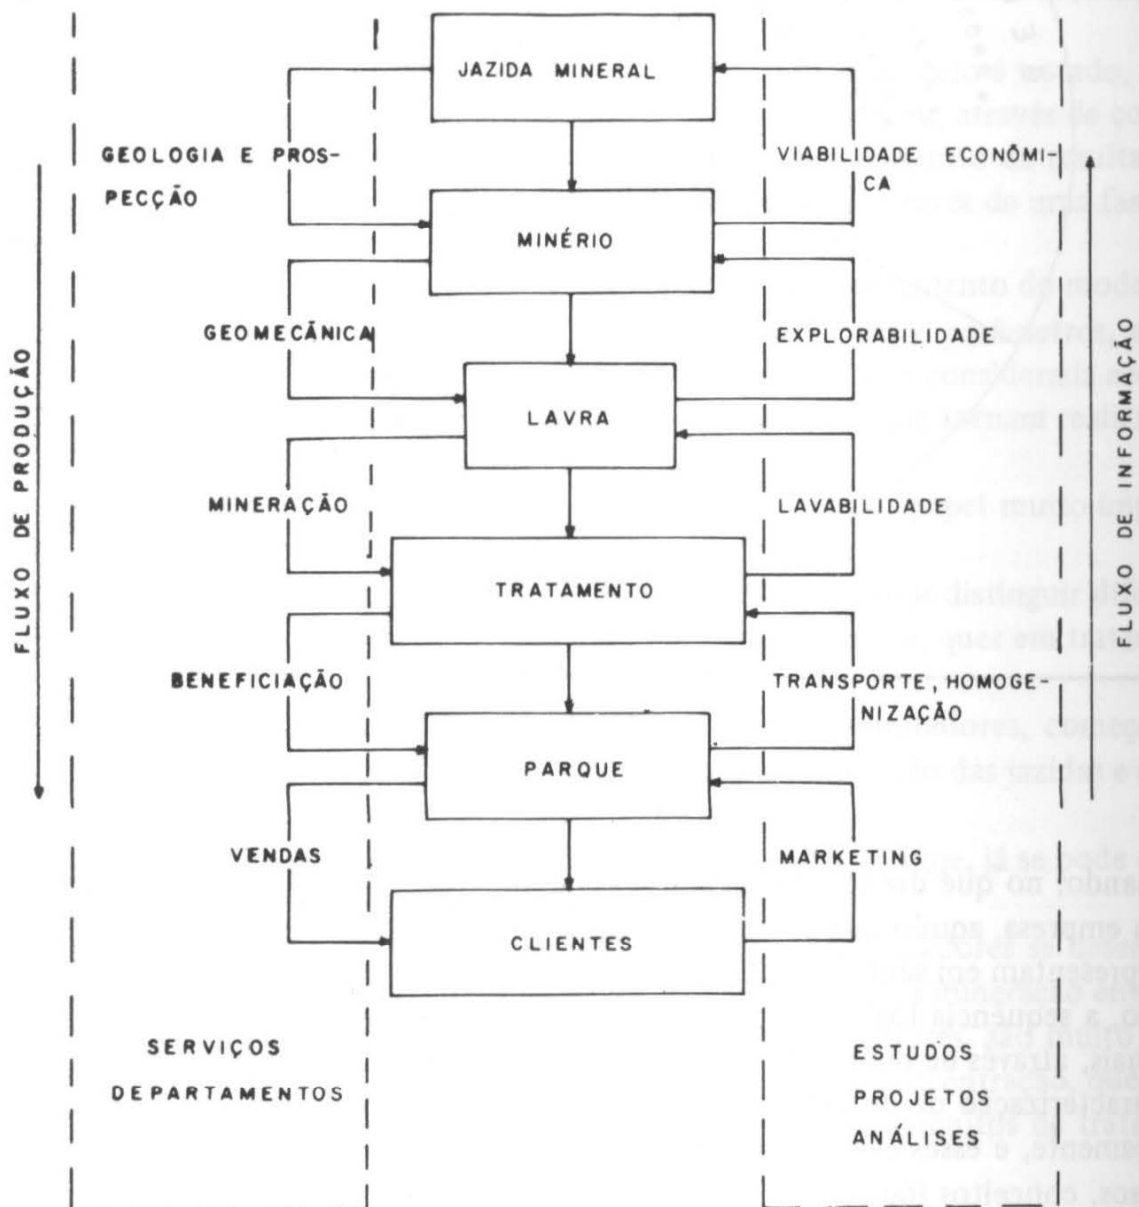 JAZIDA MINERAL
GEOLOGIA E PROS-
PECÇÃO
VIABILIDADE ECONÔMI-
CA
MINÉRIO
GEOMECÂNICA
EXPLORABILIDADE
LAVRA
MINERAÇÃO
LAVABILIDADE
TRATAMENTO
BENEFICIAÇÃO
TRANSPORTE, HOMOGE-
NIZAÇÃO
PARQUE
VENDAS
MARKETING
CLIENTES
SERVIÇOS
DEPARTAMENTOS
ESTUDOS
PROJETOS
ANÁLISES
FLUXO DE PRODUÇÃO
FLUXO DE INFORMAÇÃO